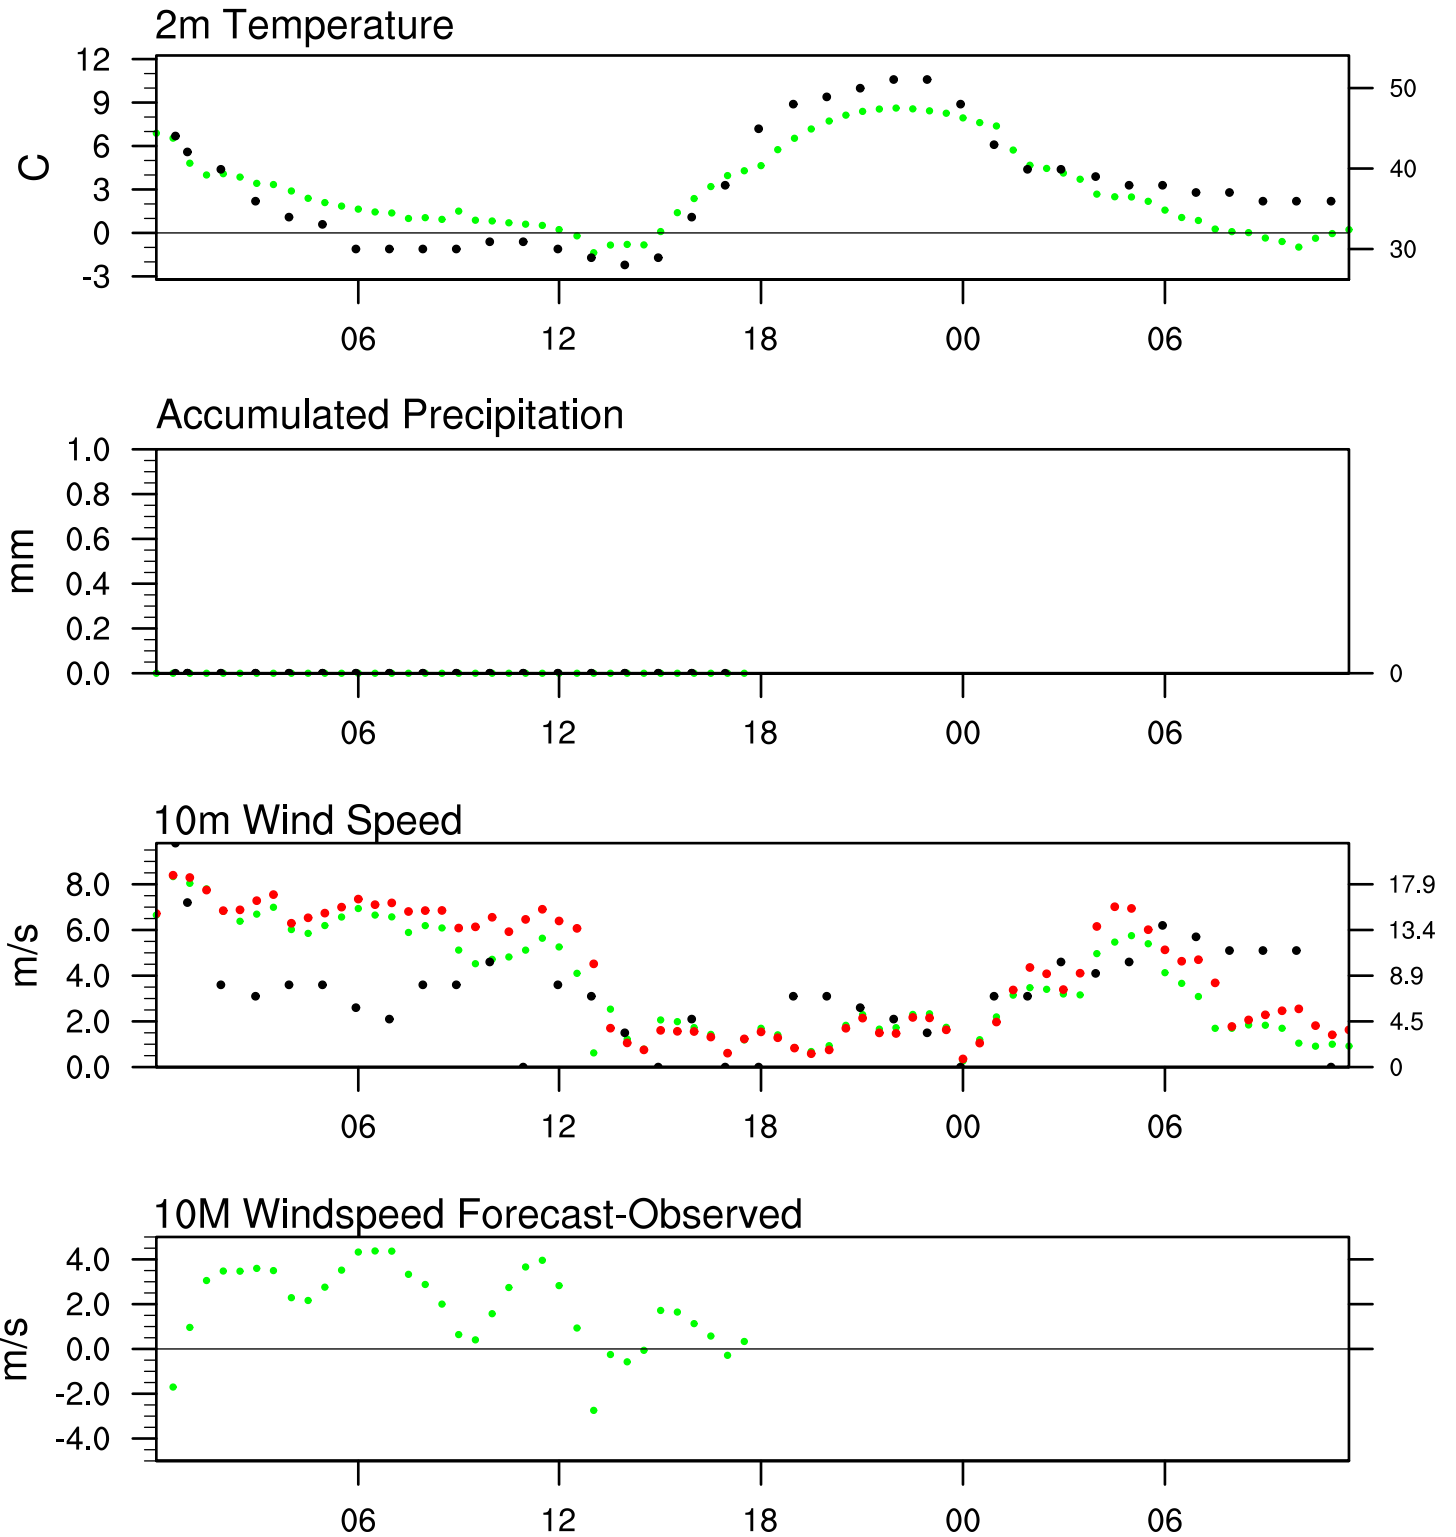 2m Temperature
12
9
6
3
0
-3
C
50
40
30
06 12 18 00 06
Accumulated Precipitation
1.0
0.8
0.6
0.4
0.2
0.0
mm
0
06 12 18 00 06
10m Wind Speed
8.0
6.0
4.0
2.0
0.0
m/s
17.9
13.4
8.9
4.5
0
06 12 18 00 06
10M Windspeed Forecast-Observed
4.0
2.0
0.0
-2.0
-4.0
m/s
06 12 18 00 06